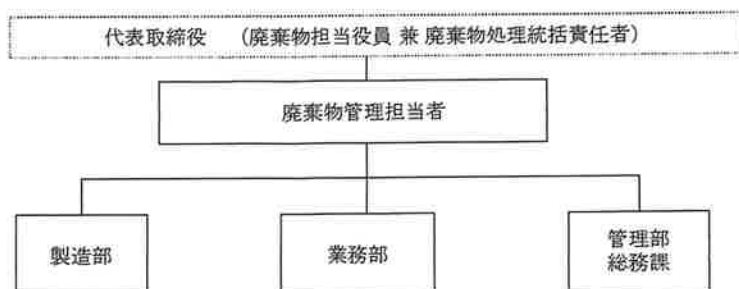 代表取締役 （廃棄物担当役員 兼 廃棄物処理統括責任者）
廃棄物管理担当者
製造部
業務部
管理部
総務課